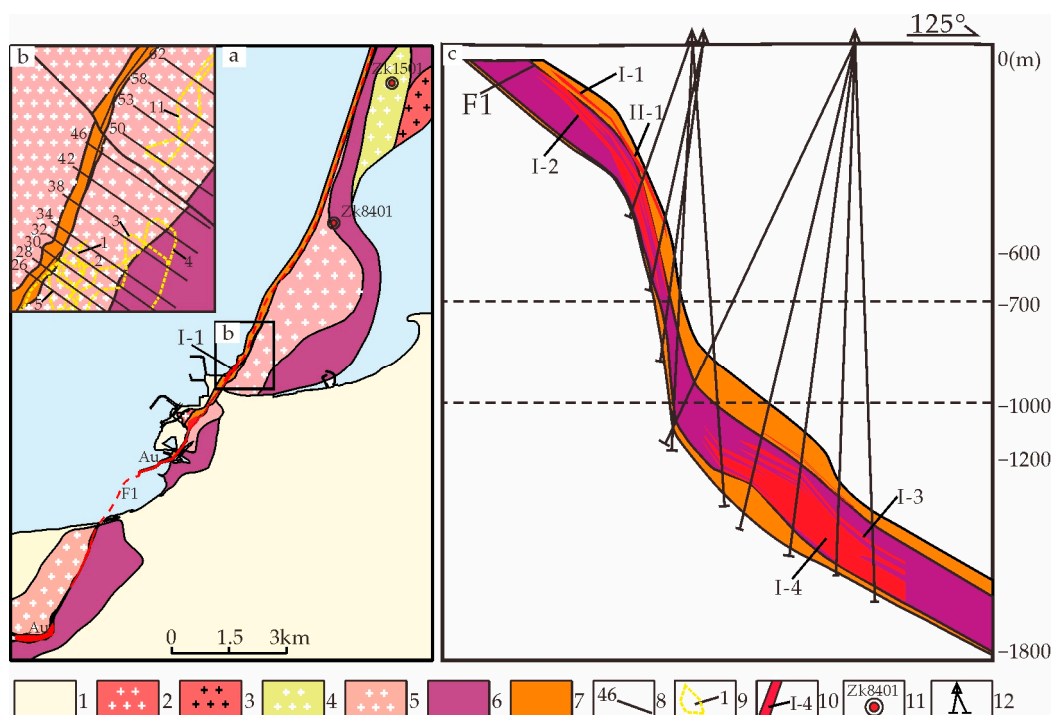 b
62
58
53
11
50
46
42
38
34
32
30
28
26
1
2
3
4
5
a
Zk1501
Zk8401
I-1
b
Au
F1
Au
0 1.5 3km
c
125°
0(m)
I-1
F1
II-1
I-2
–600
–700
–1000
–1200
I-3
I-4
–1800
1 2 3 4 5 6 7 46 8 1 9 I-4 10 Zk8401 11 12